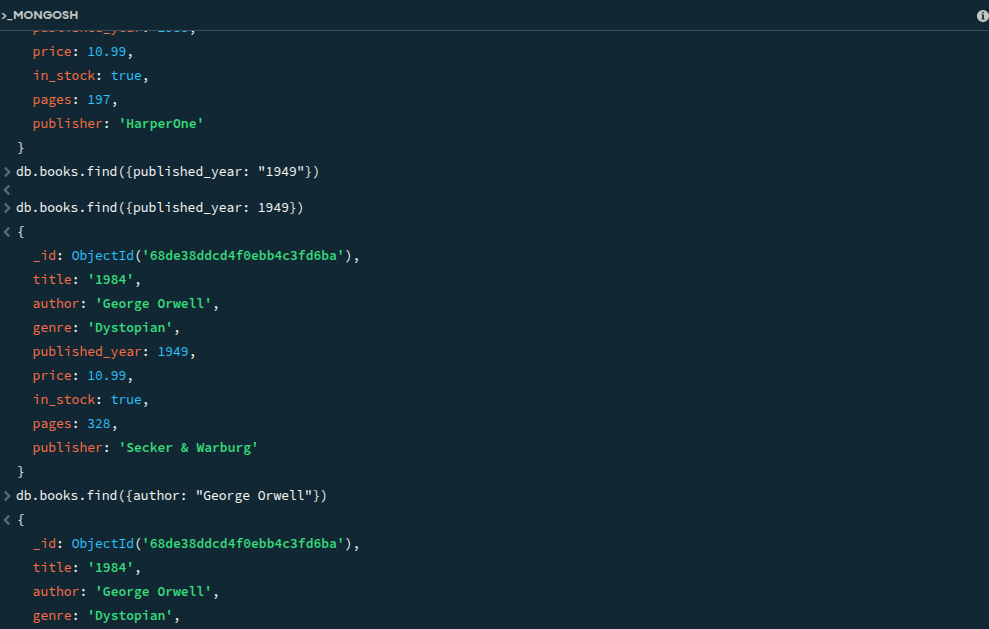 >_MONGOSH
price: 10.99,
in_stock: true,
pages: 197,
publisher: 'HarperOne'
}
> db.books.find({published_year: "1949"})
<
> db.books.find({published_year: 1949})
< {
_id: ObjectId('68de38ddcd4f0ebb4c3fd6ba'),
title: '1984',
author: 'George Orwell',
genre: 'Dystopian',
published_year: 1949,
price: 10.99,
in_stock: true,
pages: 328,
publisher: 'Secker & Warburg'
}
> db.books.find({author: "George Orwell"})
< {
_id: ObjectId('68de38ddcd4f0ebb4c3fd6ba'),
title: '1984',
author: 'George Orwell',
genre: 'Dystopian',